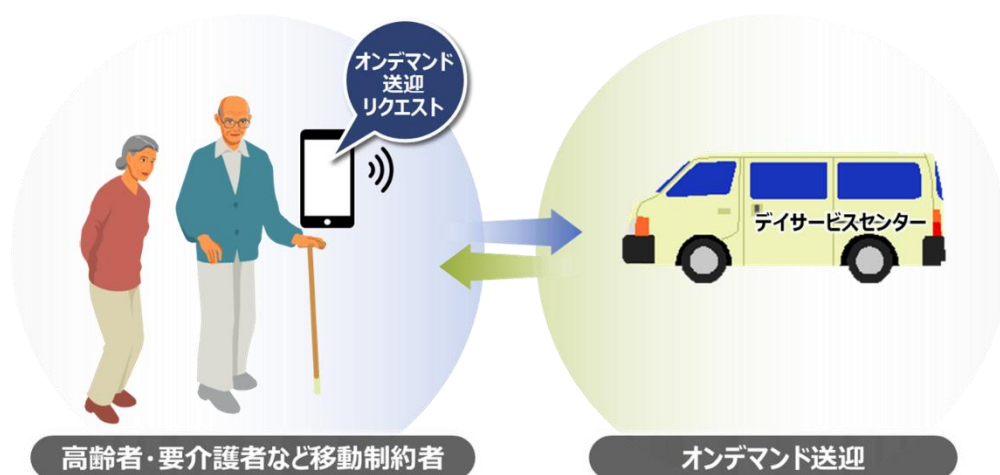 オンデマンド
送迎
リクエスト
デイサービスセンター
高齢者・要介護者など移動制約者
オンデマンド送迎